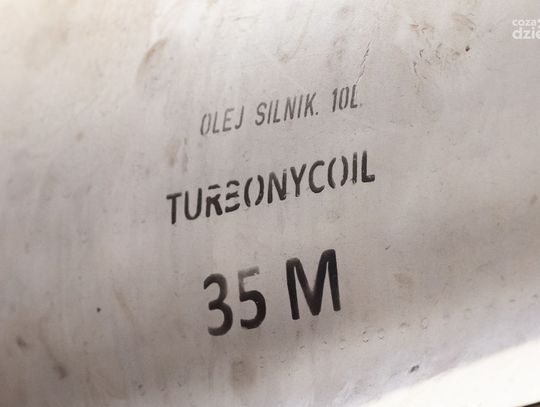 OLEJ SILNIK. 10L.
TURBONYCOIL
35 M